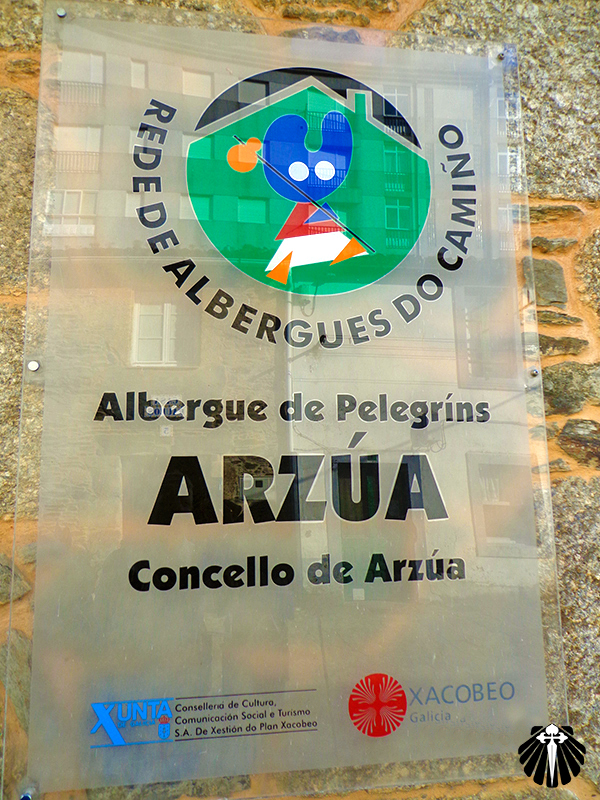 REDE DE ALBERGUES DO CAMIÑO
Albergue de Pelegríns
ARZÚA
Concello de Arzúa
XUNTA
Conselleria de Cultura,
Comunicación Social e Turismo
S.A. De Xestión do Plan Xacobeo
XACOBEO
Galicia